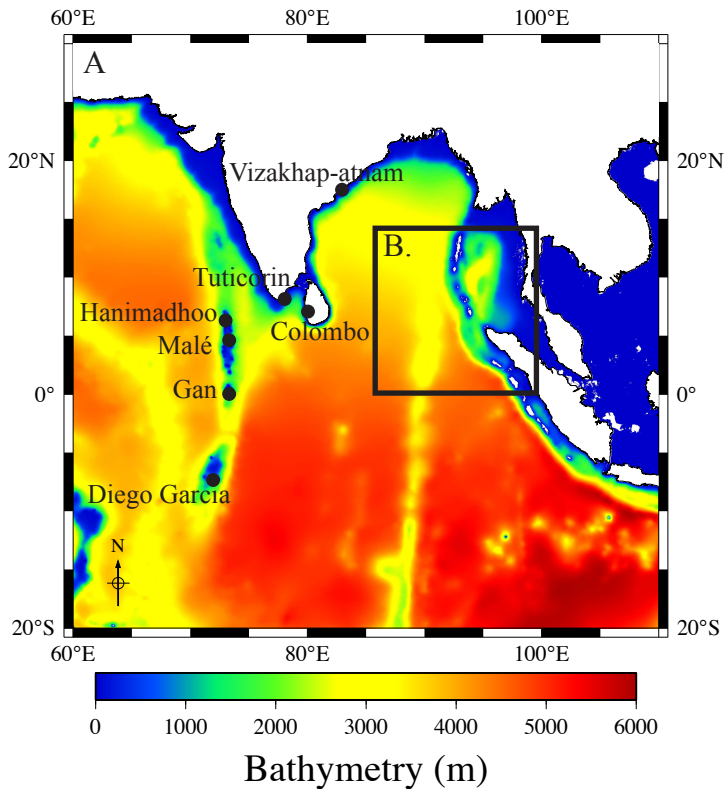 60°E 80°E 100°E
A
20°N 20°N
Vizakhap-atnam
B.
Tuticorin
Hanimadhoo
Colombo
Malé
Gan
0° 0°
Diego Garcia
N
20°S 20°S
60°E 80°E 100°E
0 1000 2000 3000 4000 5000 6000
Bathymetry (m)